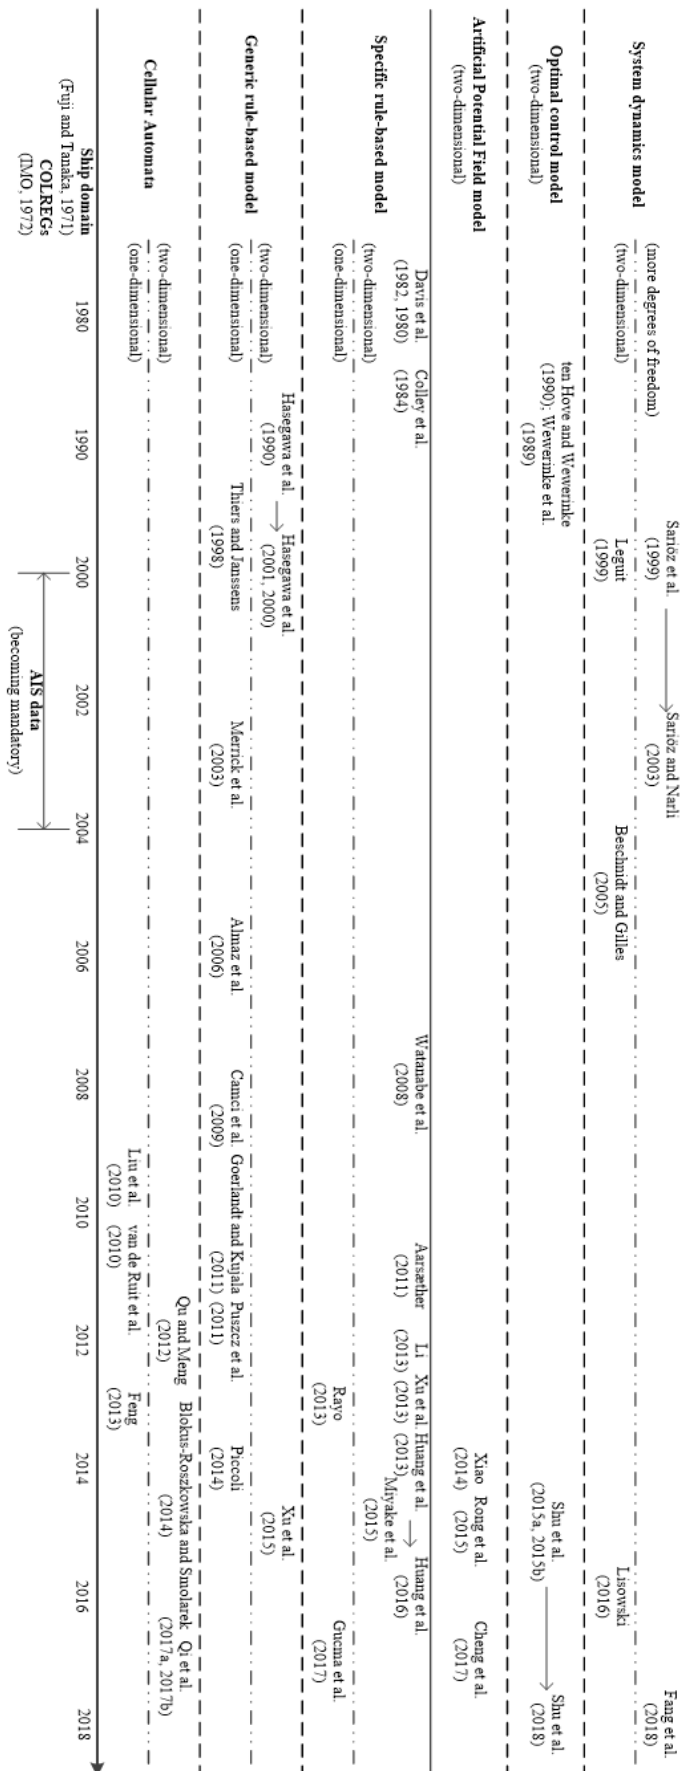 System dynamics model
(more degrees of freedom)
(two-dimensional)
Sariöz et al.
(1999)
Sariöz and Narli
(2003)
Fang et al.
(2018)
Leguit
(1999)
Beschnidt and Gilles
(2005)
Lisowski
(2016)
Optimal control model
(two-dimensional)
ten Hove and Wewerinke
(1990); Wewerinke et al.
(1989)
Shu et al.
(2015a, 2015b)
Shu et al.
(2018)
Artificial Potential Field model
(two-dimensional)
Xiao
(2014)
Rong et al.
(2015)
Cheng et al.
(2017)
Specific rule-based model
(two-dimensional)
(one-dimensional)
Davis et al.
(1982, 1980)
Colley et al.
(1984)
Watanabe et al.
(2008)
Aarsæther
(2011)
Li
(2013)
Xu et al.
(2013)
Huang et al.
(2013)
Huang et al.
(2016)
Miyake et al.
(2015)
Rayo
(2013)
Gucma et al.
(2017)
Generic rule-based model
(two-dimensional)
(one-dimensional)
Hasegawa et al.
(1990)
Hasegawa et al.
(2001, 2000)
Xu et al.
(2015)
Thiers and Janssens
(1998)
Merrick et al.
(2003)
Almaz et al.
(2006)
Camci et al.
(2009)
Goerlandt and Kujala
(2011)
Puszcz et al.
(2011)
Piccoli
(2014)
Cellular Automata
(two-dimensional)
(one-dimensional)
Qu and Meng
(2012)
Blokus-Roszkowska and Smolarek
(2014)
Qi et al.
(2017a, 2017b)
Liu et al.
(2010)
van de Ruit et al.
(2010)
Feng
(2013)
Ship domain
(Fuji and Tanaka, 1971)
COLREGs
(IMO, 1972)
1980
1990
2000
2002
2004
2006
2008
2010
2012
2014
2016
2018
AIS data
(becoming mandatory)